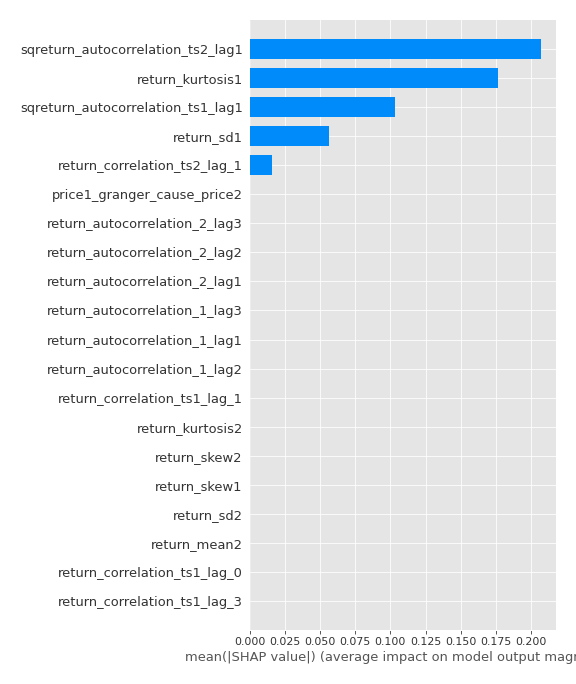 sqreturn_autocorrelation_ts2_lag1
return_kurtosis1
sqreturn_autocorrelation_ts1_lag1
return_sd1
return_correlation_ts2_lag_1
price1_granger_cause_price2
return_autocorrelation_2_lag3
return_autocorrelation_2_lag2
return_autocorrelation_2_lag1
return_autocorrelation_1_lag3
return_autocorrelation_1_lag1
return_autocorrelation_1_lag2
return_correlation_ts1_lag_1
return_kurtosis2
return_skew2
return_skew1
return_sd2
return_mean2
return_correlation_ts1_lag_0
return_correlation_ts1_lag_3
0.000 0.025 0.050 0.075 0.100 0.125 0.150 0.175 0.200
mean(|SHAP value|) (average impact on model output magn